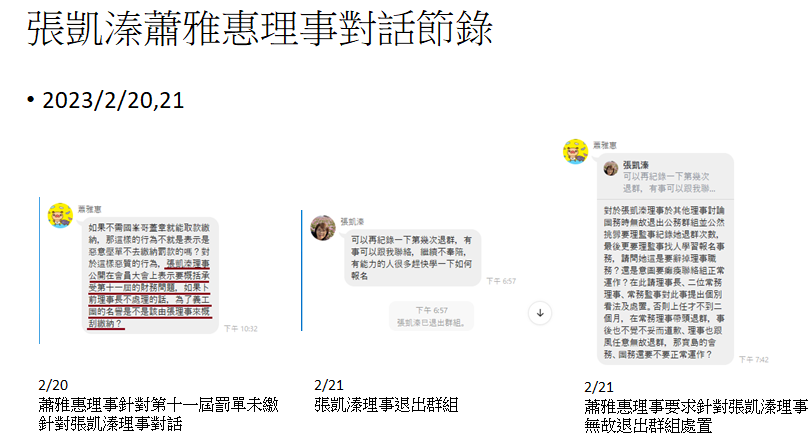 張凱溱蕭雅惠理事對話節錄
• 2023/2/20,21
蕭雅惠
如果不需國峯哥蓋章就能取款繳
納，那這樣的行為不就是表示是
惡意壓單不去繳納罰款的嗎？對
於這樣惡質的行為，張凱溱理事
公開在會員大會上表示要概括承
受第十一屆的財務問題，如果卜
前理事長不處理的話，為了義工
團的名譽是不是該由張理事來概
括繳納？
下午 10:32
2/20
蕭雅惠理事針對第十一屆罰單未繳
針對張凱溱理事對話
張凱溱
可以再紀錄一下第幾次退群，有
事可以跟我聯絡，繼續不奉陪，
有能力的人很多趕快學一下如何
報名
下午 6:57
下午 6:57
張凱溱已退出群組。
2/21
張凱溱理事退出群組
蕭雅惠
張凱溱
可以再紀錄一下第幾次
退群，有事可以跟我聯...
對於張凱溱理事於其他理事討論
團務時無故退出公務群組並公然
挑釁要理監事紀錄她退群次數，
最後更要理監事找人學習報名事
務，請問她這是要辭掉理事職
務？還是意圖要癱瘓聯絡組正常
運作？在此請理事長、二位常務
理事、常務監事對此事提出個別
看法及處置。否則上任才不到二
個月，在常務理事帶頭退群，事
後也不受不妥而道歉、理事也跟
風任意無故退群，那寶島的會
務、團務還要不要正常運作？
下午 7:42
2/21
蕭雅惠理事要求針對張凱溱理事
無故退出群組處置